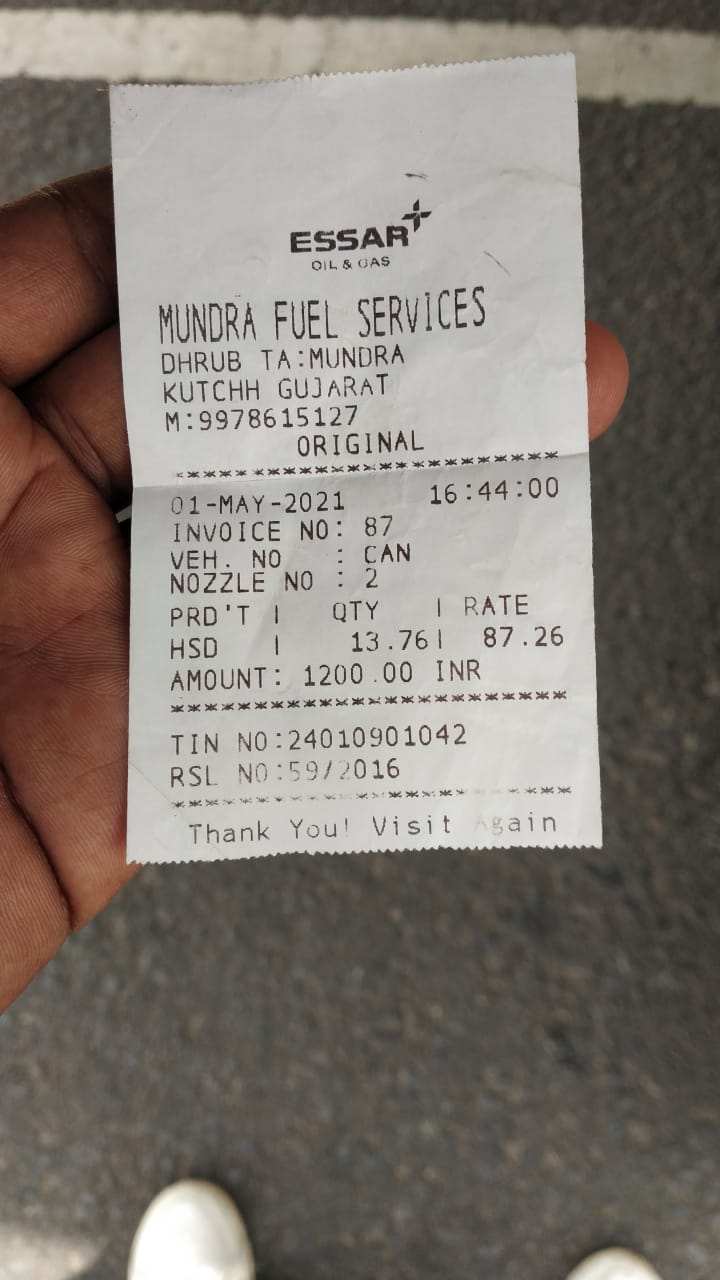 ESSAR
OIL & GAS
MUNDRA FUEL SERVICES
DHRUB TA:MUNDRA
KUTCHH GUJARAT
M:9978615127
ORIGINAL
*****************************
01-MAY-2021 16:44:00
INVOICE NO: 87
VEH. NO : CAN
NOZZLE NO : 2
PRD'T | QTY | RATE
HSD | 13.76| 87.26
AMOUNT: 1200.00 INR
*****************************
TIN NO:24010901042
RSL NO:59/2016
*****************************
Thank You! Visit Again